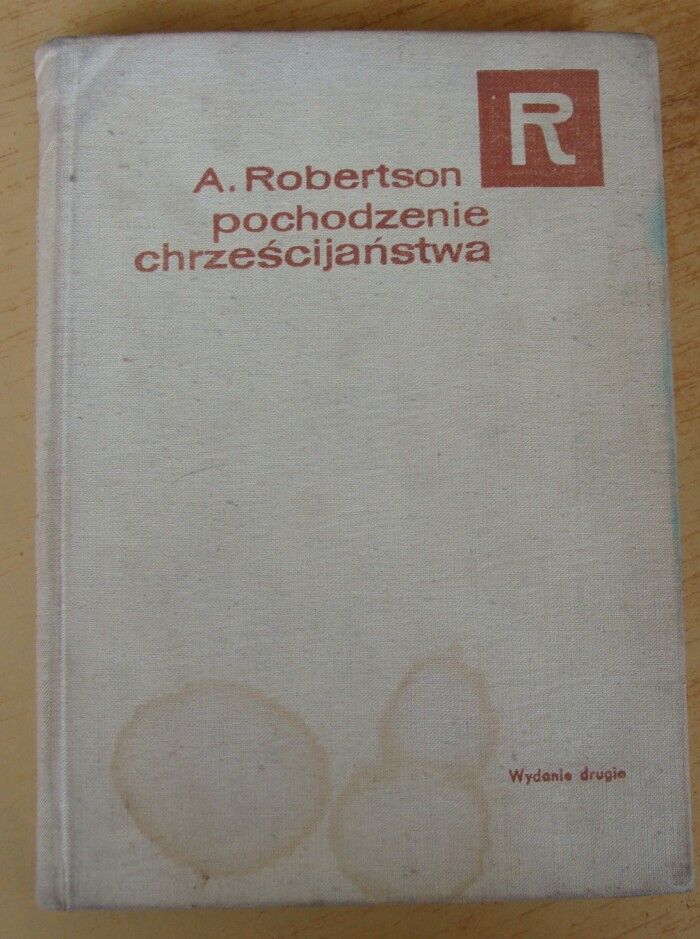 R
A. Robertson
pochodzenie
chrześcijaństwa
Wydanie drugie